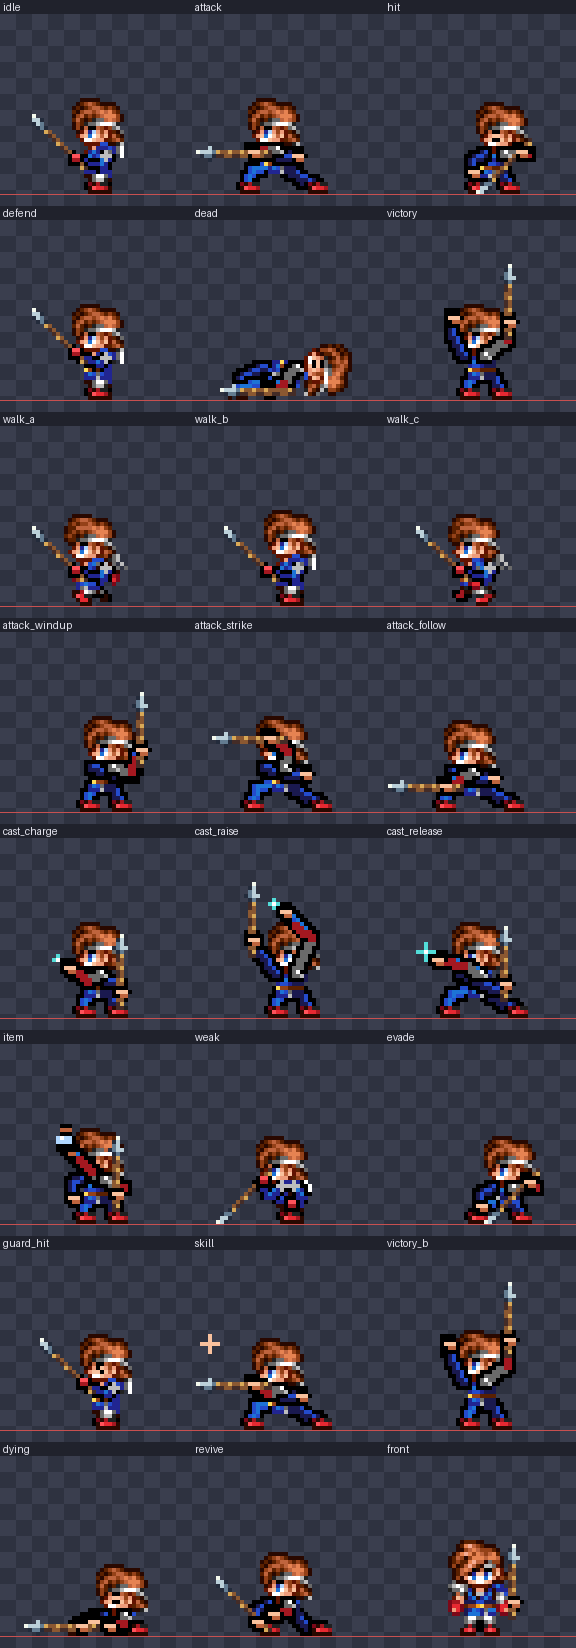 idle attack hit
defend dead victory
walk_a walk_b walk_c
attack_windup attack_strike attack_follow
cast_charge cast_raise cast_release
item weak evade
guard_hit skill victory_b
dying revive front